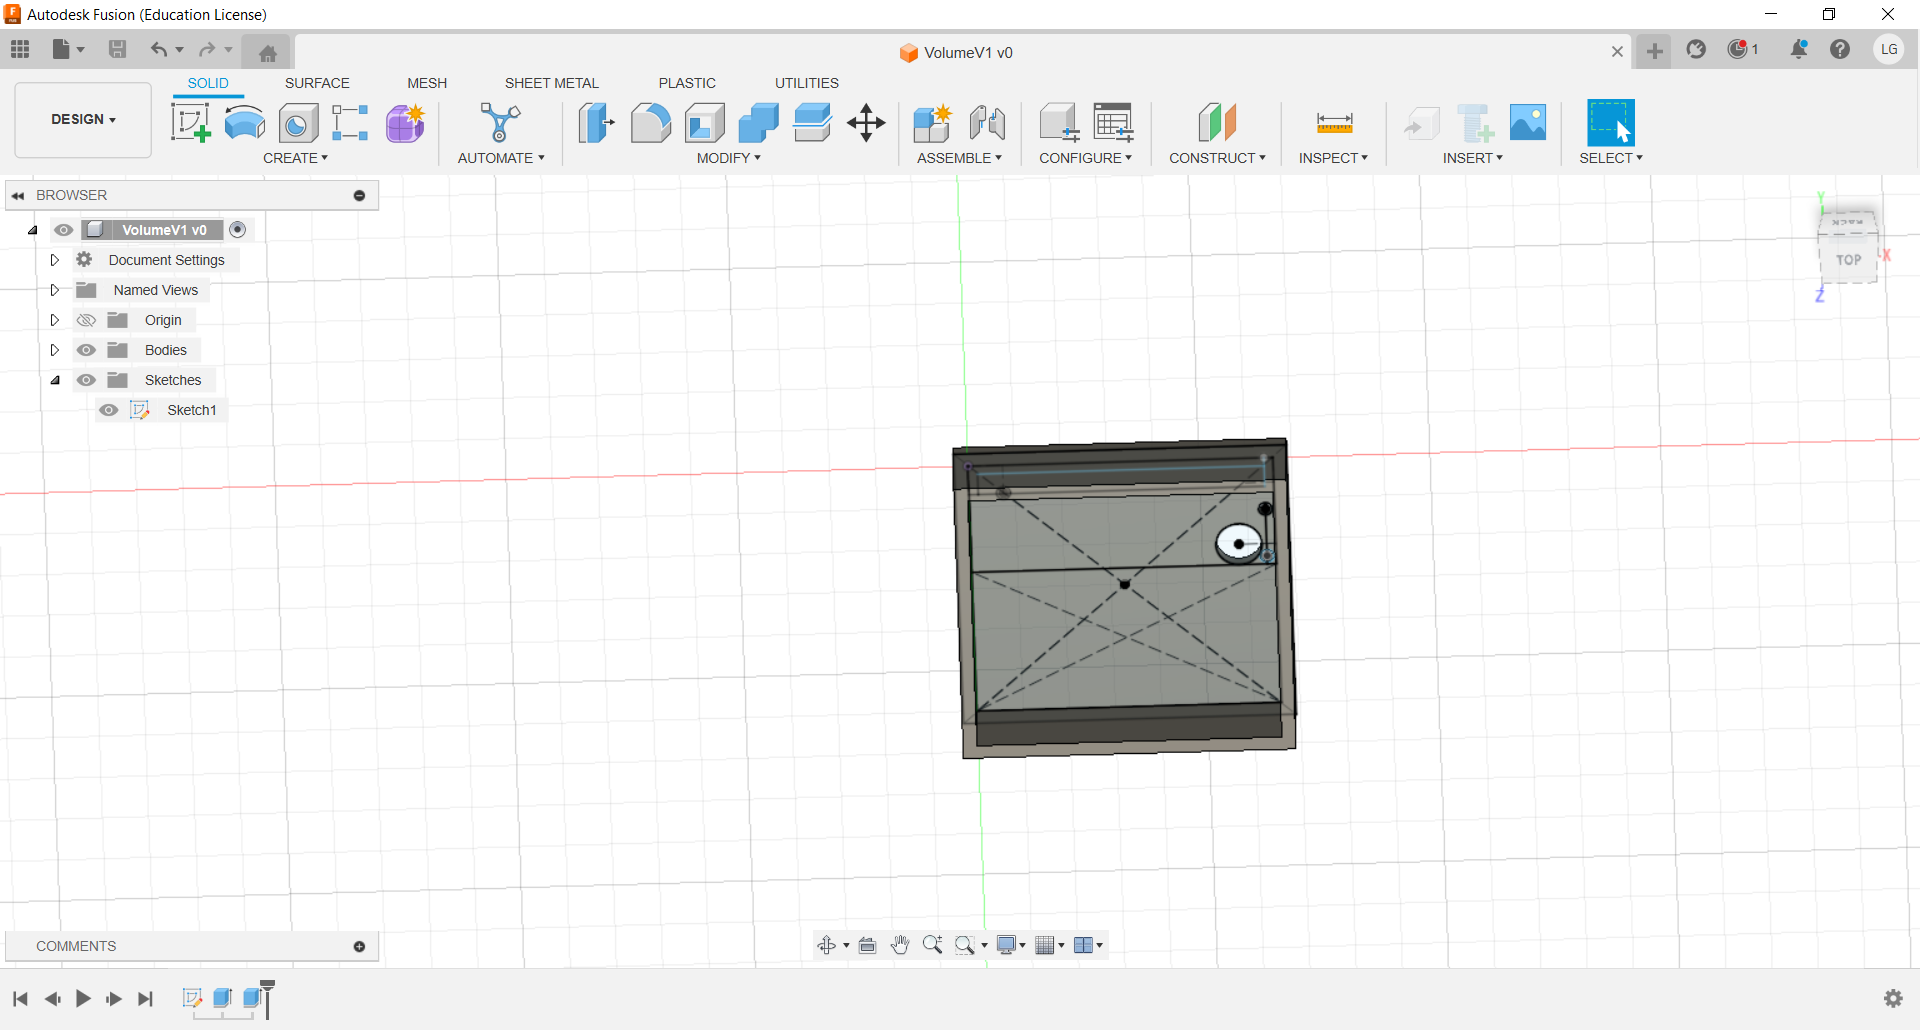 Autodesk Fusion (Education License)
VolumeV1 v0
1
LG
SOLID SURFACE MESH SHEET METAL PLASTIC UTILITIES
DESIGN
CREATE AUTOMATE MODIFY ASSEMBLE CONFIGURE CONSTRUCT INSPECT INSERT SELECT
BROWSER
VolumeV1 v0
Document Settings
Named Views
Origin
Bodies
Sketches
Sketch1
Y
BACK
TOP
X
Z
COMMENTS